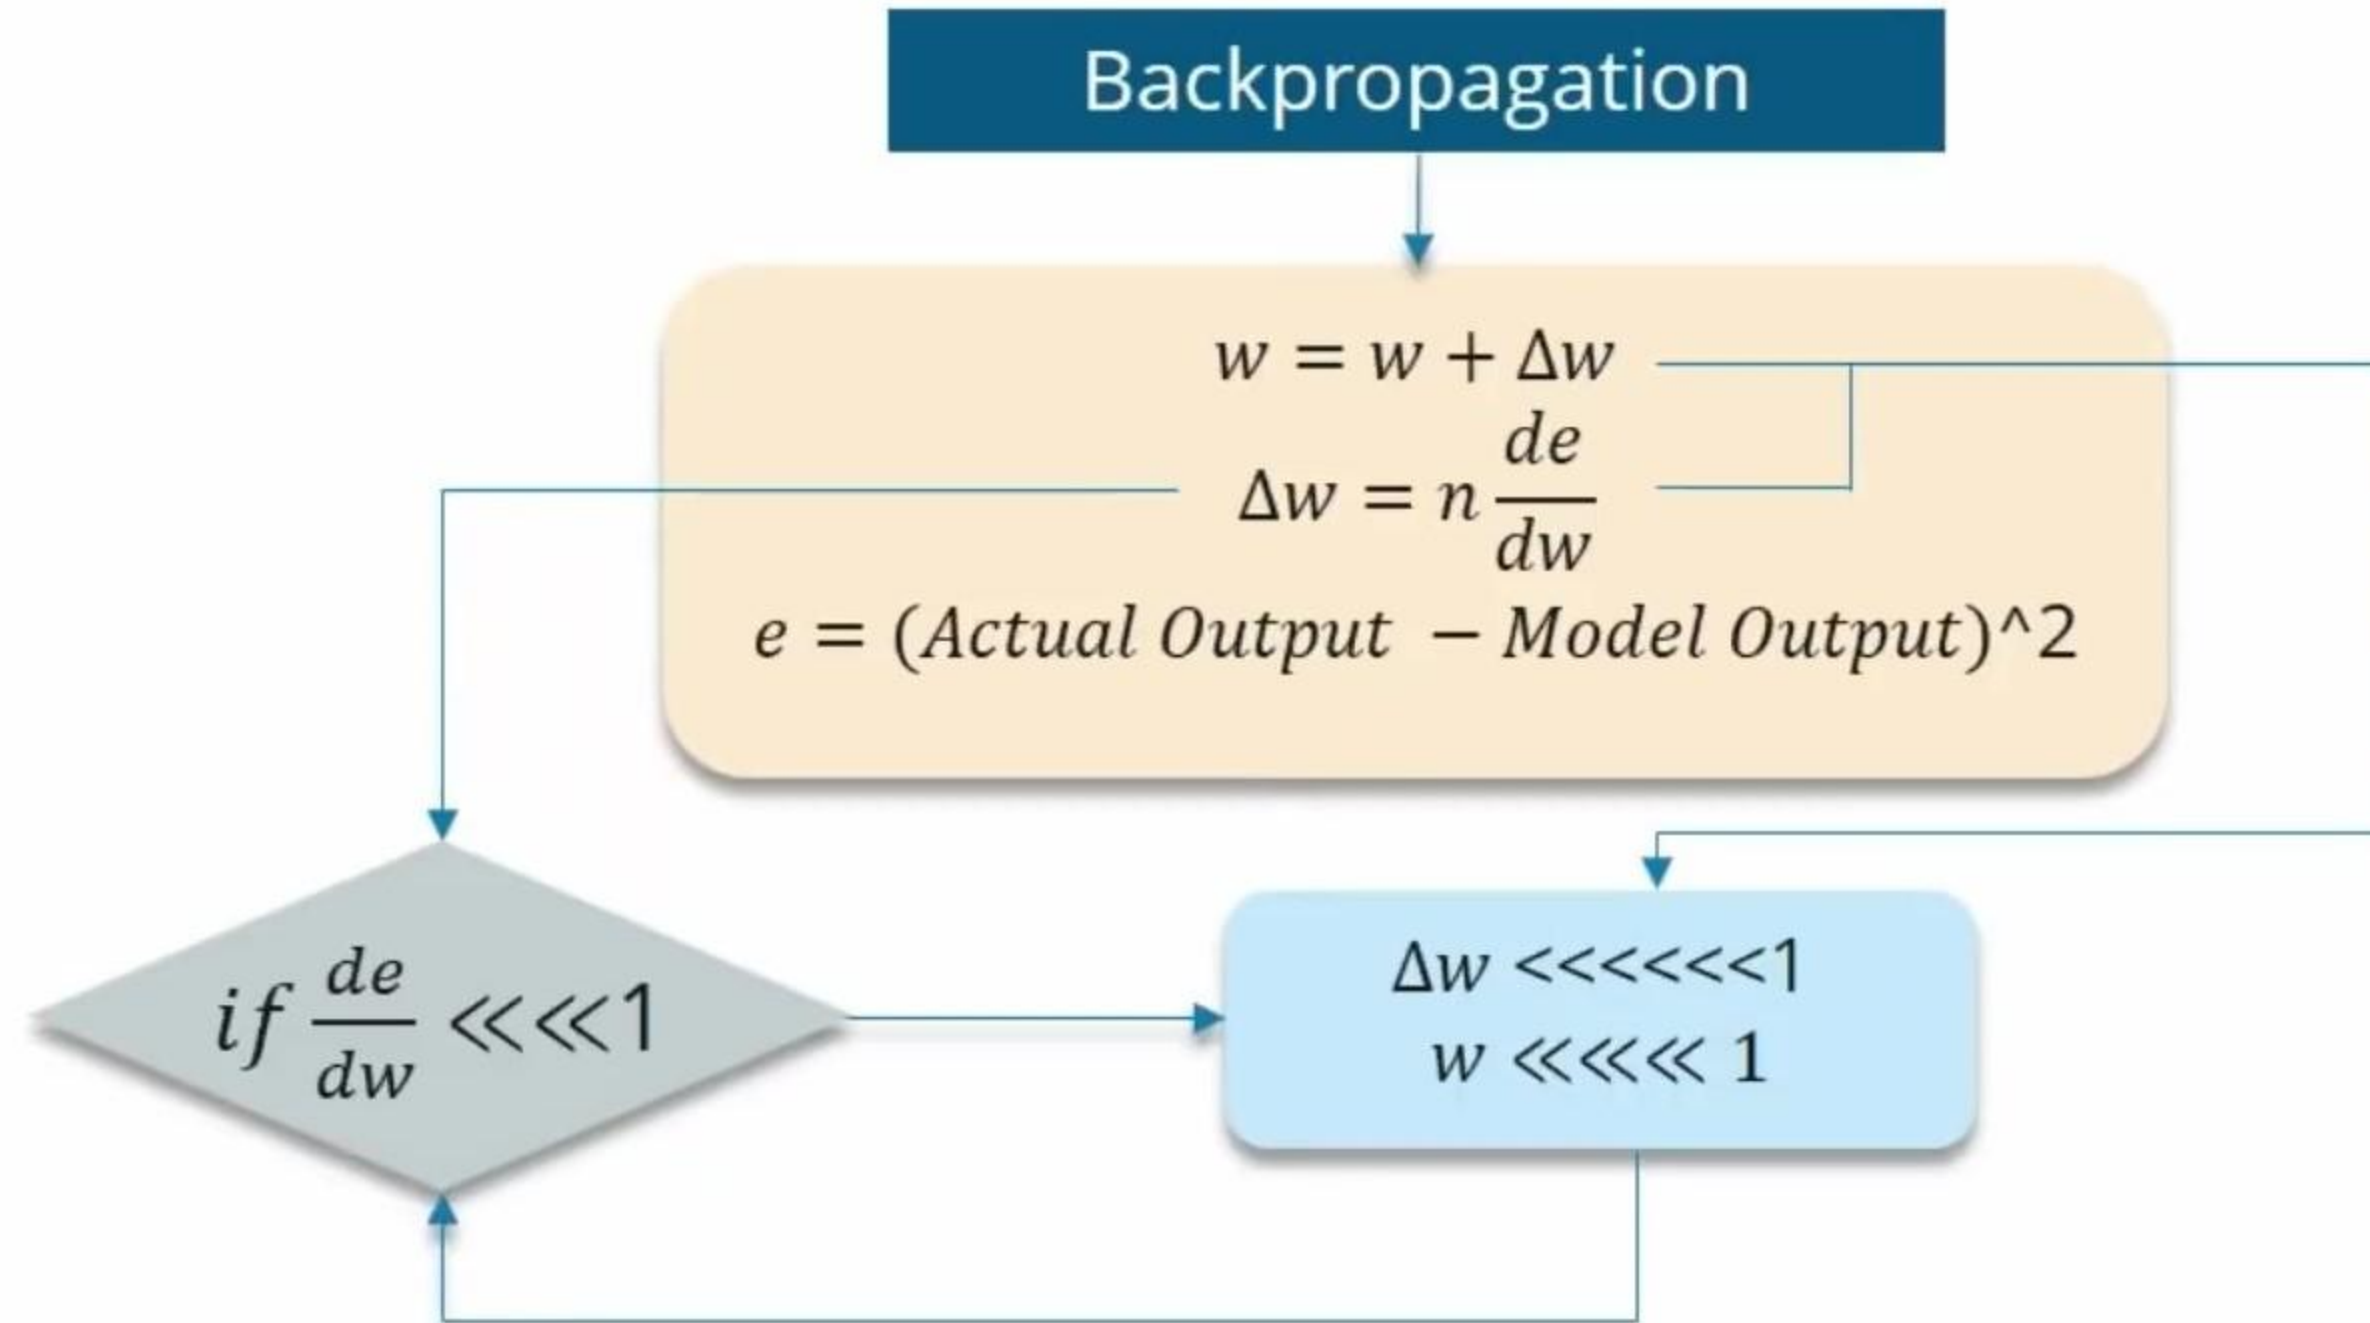 Backpropagation
w = w + Δw
Δw = n de/dw
e = (Actual Output − Model Output)^2
if de/dw <<<<1
Δw <<<<<<1
w <<<<<< 1